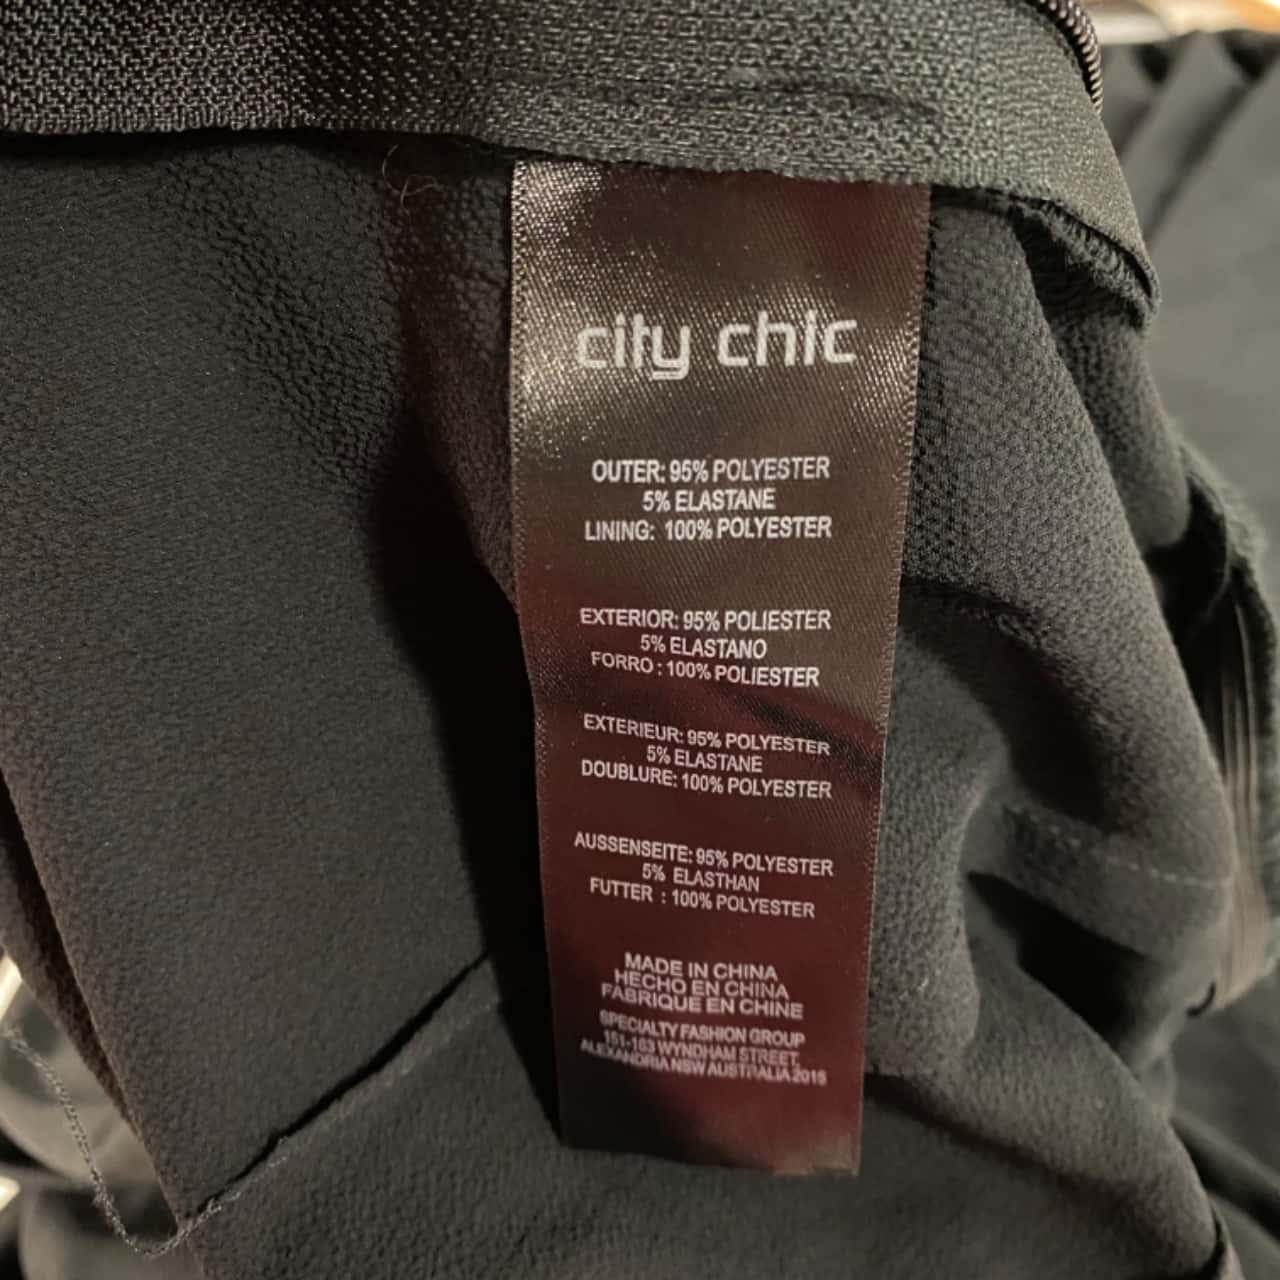 city chic
OUTER: 95% POLYESTER
5% ELASTANE
LINING: 100% POLYESTER
EXTERIOR: 95% POLIESTER
5% ELASTANO
FORRO : 100% POLIESTER
EXTERIEUR: 95% POLYESTER
5% ELASTANE
DOUBLURE: 100% POLYESTER
AUSSENSEITE: 95% POLYESTER
5% ELASTHAN
FUTTER : 100% POLYESTER
MADE IN CHINA
HECHO EN CHINA
FABRIQUE EN CHINE
SPECIALTY FASHION GROUP
151-163 WYNDHAM STREET,
ALEXANDRIA NSW AUSTRALIA 2015